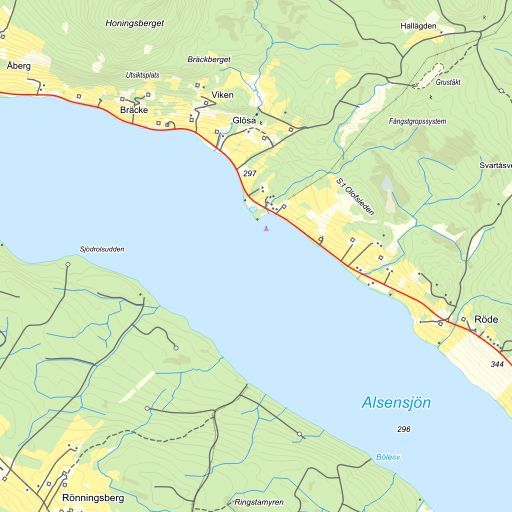 Honingsberget
Hallägden
Bräckberget
Åberg
Utsiktsplats
Grustäkt
Viken
Bräcke
Glösa
Fångstgropssystem
297
Svartåsve
S:t Olofsleden
Sjödrolsudden
Röde
344
Alsensjön
296
Bölesv.
Rönningsberg
Ringstamyren